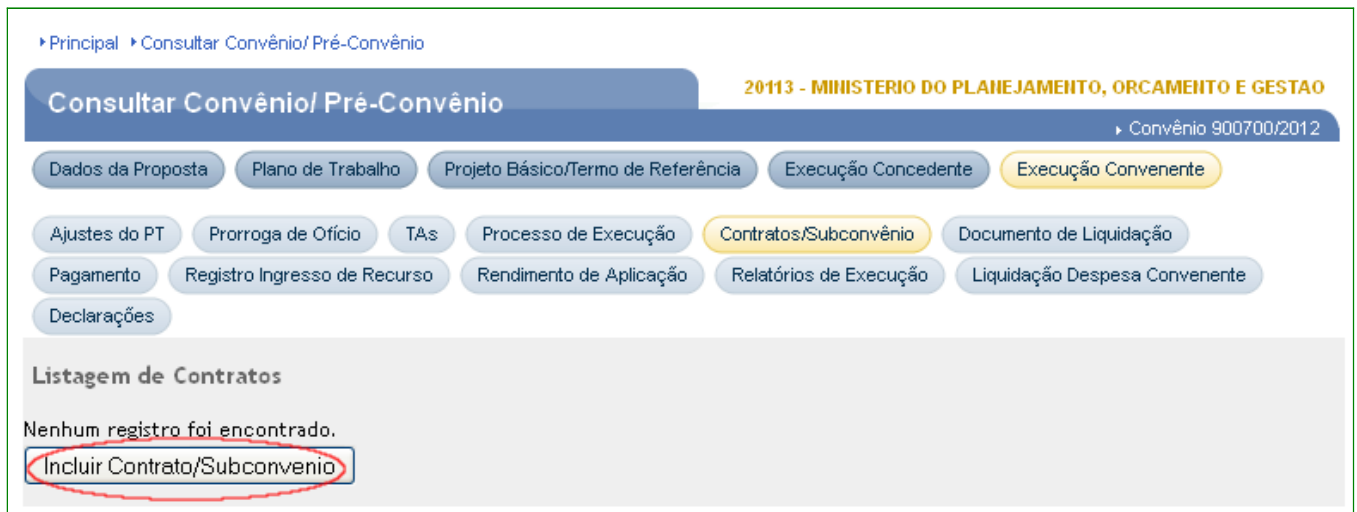 Principal Consultar Convênio/ Pré-Convênio
Consultar Convênio/ Pré-Convênio
20113 - MINISTERIO DO PLANEJAMENTO, ORCAMENTO E GESTAO
Convênio 900700/2012
Dados da Proposta Plano de Trabalho Projeto Básico/Termo de Referência Execução Concedente Execução Convenente
Ajustes do PT Prorroga de Ofício TAs Processo de Execução Contratos/Subconvênio Documento de Liquidação
Pagamento Registro Ingresso de Recurso Rendimento de Aplicação Relatórios de Execução Liquidação Despesa Convenente
Declarações
Listagem de Contratos
Nenhum registro foi encontrado.
Incluir Contrato/Subconvenio